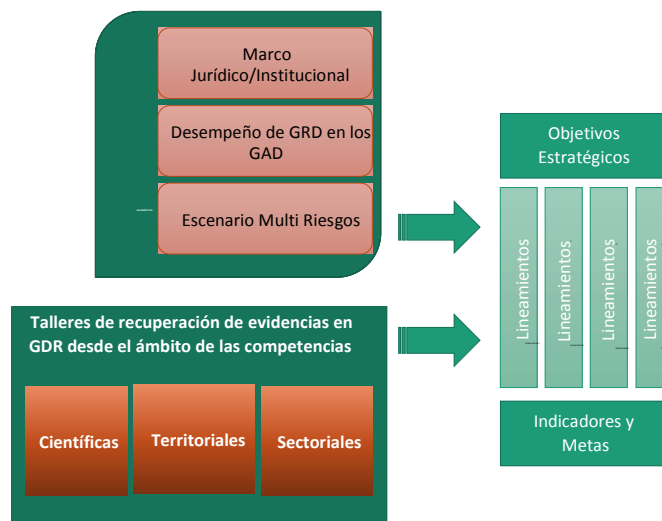 Marco
Jurídico/Institucional
Desempeño de GRD en los
GAD
Escenario Multi Riesgos
Talleres de recuperación de evidencias en
GDR desde el ámbito de las competencias
Científicas
Territoriales
Sectoriales
Objetivos
Estratégicos
Lineamientos
Lineamientos
Lineamientos
Lineamientos
Indicadores y
Metas